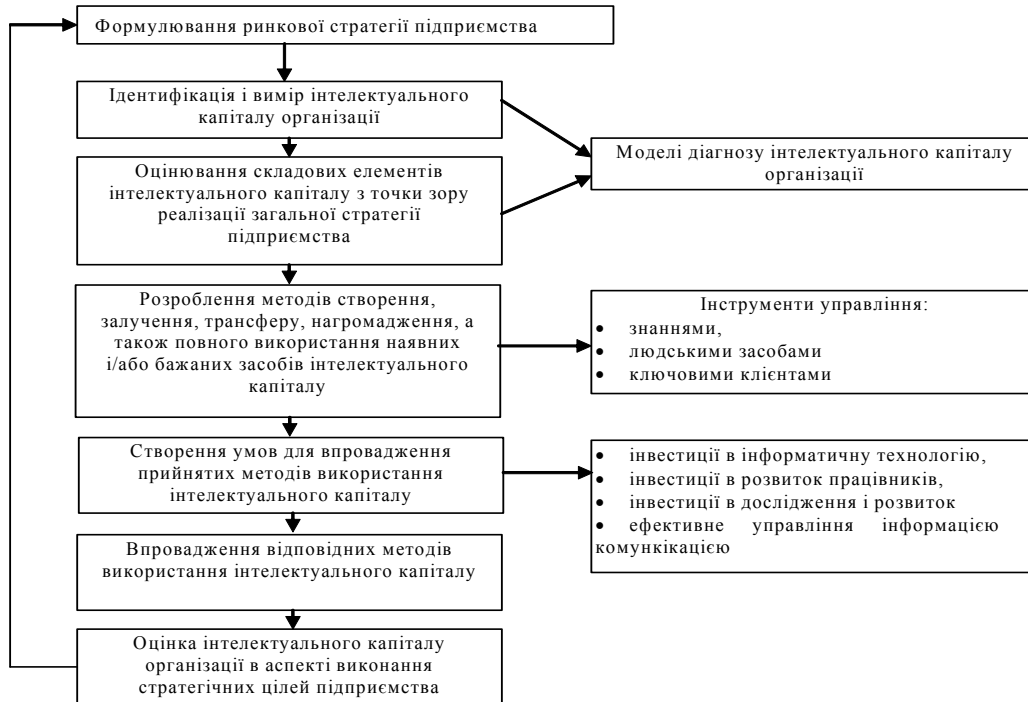 Формулювання ринкової стратегії підприємства
Ідентифікація і вимір інтелектуального
капіталу організації
Моделі діагнозу інтелектуального капіталу
організації
Оцінювання складових елементів
інтелектуального капіталу з точки зору
реалізації загальної стратегії
підприємства
Розроблення методів створення,
залучення, трансферу, нагромадження, а
також повного використання наявних
і/або бажаних засобів інтелектуального
капіталу
Інструменти управління:
• знаннями,
• людськими засобами
• ключовими клієнтами
Створення умов для впровадження
прийнятих методів використання
інтелектуального капіталу
• інвестиції в інформатичну технологію,
• інвестиції в розвиток працівників,
• інвестиції в дослідження і розвиток
• ефективне управління інформацією
комункікацією
Впровадження відповідних методів
використання інтелектуального капіталу
Оцінка інтелектуального капіталу
організації в аспекті виконання
стратегічних цілей підприємства